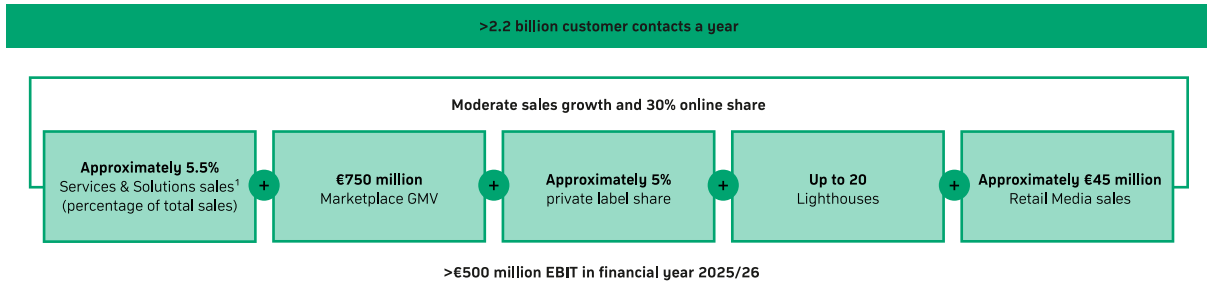 >2.2 billion customer contacts a year
Moderate sales growth and 30% online share
Approximately 5.5%
Services & Solutions sales¹
(percentage of total sales)
+
€750 million
Marketplace GMV
+
Approximately 5%
private label share
+
Up to 20
Lighthouses
+
Approximately €45 million
Retail Media sales
>€500 million EBIT in financial year 2025/26